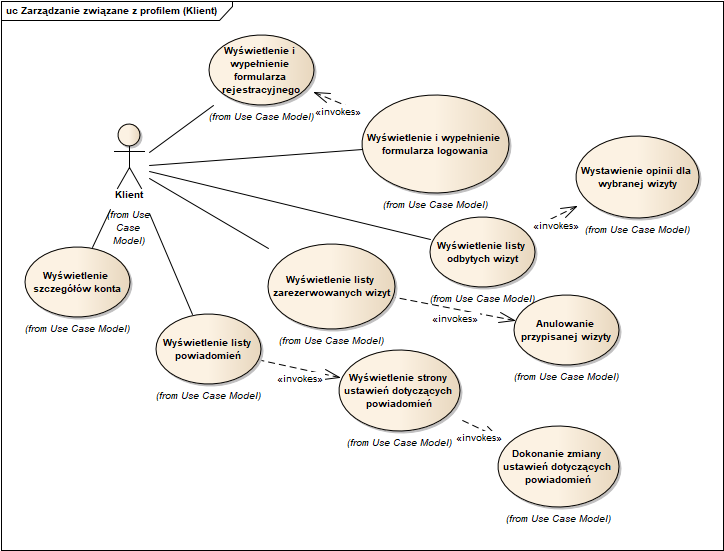 uc Zarządzanie związane z profilem (Klient)
Wyświetlenie i
wypełnienie
formularza
rejestracyjnego
(from Use Case Model)
«invokes»
Wyświetlenie i wypełnienie
formularza logowania
(from Use Case Model)
Wystawienie opinii dla
wybranej wizyty
(from Use Case Model)
«invokes»
Klient
(from Use
Case
Model)
Wyświetlenie listy
odbytych wizyt
(from Use Case Model)
Wyświetlenie
szczegółów konta
(from Use Case Model)
Wyświetlenie listy
zarezerwowanych wizyt
(from Use Case Model)
«invokes»
Anulowanie
przypisanej wizyty
(from Use Case Model)
Wyświetlenie listy
powiadomień
(from Use Case Model)
«invokes»
Wyświetlenie strony
ustawień dotyczących
powiadomień
(from Use Case Model)
«invokes»
Dokonanie zmiany
ustawień dotyczących
powiadomień
(from Use Case Model)